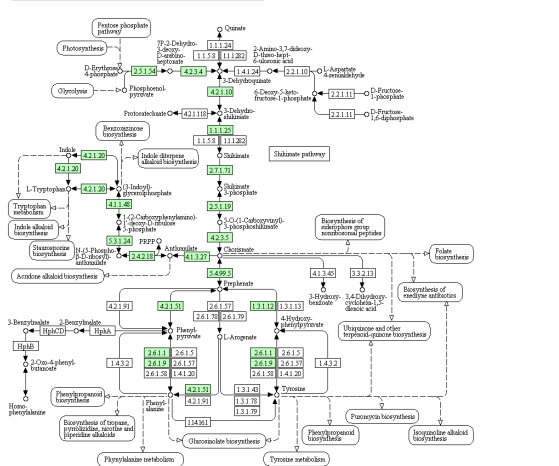 Pentose phosphate
pathway
Quinate
Photosynthesis
7P-2-Dehydro-
3-deoxy-
D-arabino-
heptonate
1.1.1.24
1.1.5.8
1.1.1.282
2-Amino-3,7-dideoxy-
D-threo-hept-
6-ulosonic acid
D-Erythrose
4-phosphate
2.5.1.54
4.2.3.4
1.4.1.24
2.2.1.10
L-Aspartate
4-semialdehyde
3-Dehydroquinate
Glycolysis
Phosphoenol-
pyruvate
4.2.1.10
6-Deoxy-5-keto-
fructose-1-phosphate
2.2.1.11
D-Fructose-
1-phosphate
Protocatechuate
4.2.1.118
3-Dehydro-
shikimate
2.2.1.11
D-Fructose-
1,6-diphosphate
Benzoxazinone
biosynthesis
1.1.1.25
1.1.5.8
1.1.1.282
Indole
4.2.1.20
Indole diterpene
alkaloid biosynthesis
Shikimate
Shikimate pathway
4.2.1.20
2.7.1.71
L-Tryptophan
4.2.1.20
(3-Indoyl)-
glycerolphosphate
Shikimate
3-phosphate
Tryptophan
metabolism
4.1.1.48
2.5.1.19
Indole alkaloid
biosynthesis
1-(2-Carboxyphenylamino)-
1'-deoxy-D-ribulose
5-phosphate
5-O-(1-Carboxyvinyl)-
3-phosphoshikimate
Biosynthesis of
siderophore group
nonribosomal peptides
Staurosporine
biosynthesis
5.3.1.24
PRPP
4.2.3.5
N-(5-Phospho-
β-D-ribosyl)-
anthranilate
2.4.2.18
Anthranilate
4.1.3.27
Chorismate
Folate
biosynthesis
Acridone alkaloid biosynthesis
5.4.99.5
4.1.3.45
3.3.2.13
Prephenate
3-Hydroxy-
benzoate
3,4-Dihydroxy-
cyclohexa-1,5-
dienoic acid
Biosynthesis of
enediyne antibiotics
4.2.1.91
4.2.1.51
2.6.1.57
2.6.1.78
2.6.1.79
1.3.1.12
1.3.1.13
3-Benzylmalate
2-Benzylmalate
HphCD
HphA
Phenyl-
pyruvate
L-Arogenate
4-Hydroxy-
phenylpyruvate
Ubiquinone and other
terpenoid-quinone biosynthesis
HphB
2-Oxo-4-phenyl-
butanoate
1.4.3.2
2.6.1.1
2.6.1.5
2.6.1.9
2.6.1.57
2.6.1.58
1.4.1.20
2.6.1.1
2.6.1.5
2.6.1.9
2.6.1.57
2.6.1.58
1.4.1.20
1.4.3.2
Homo-
phenylalanine
Phenylpropanoid
biosynthesis
Phenyl-
alanine
4.2.1.51
4.2.1.91
1.3.1.43
1.3.1.78
1.3.1.79
Tyrosine
Biosynthesis of tropane,
piperidine, nicotine and
pyridine alkaloids
1.14.16.1
Glucosinolate biosynthesis
Phenylpropanoid
biosynthesis
Puromycin biosynthesis
Isoquinoline alkaloid
biosynthesis
Phenylalanine metabolism
Tyrosine metabolism